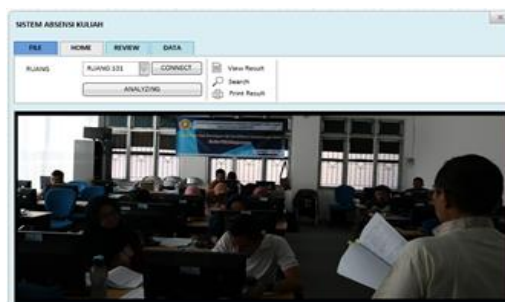 SISTEM ABSENSI KULIAH
FILE HOME REVIEW DATA
RUANG RUANG 101 CONNECT
ANALYZING
View Result
Search
Print Result